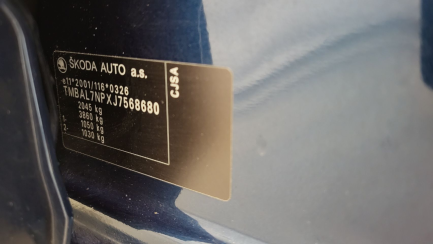 ŠKODA AUTO a.s.
e11*2001/116*0326
TMBAL7NPXJ7568680
2045 kg
3860 kg
1- 1050 kg
2- 1030 kg
CJSA